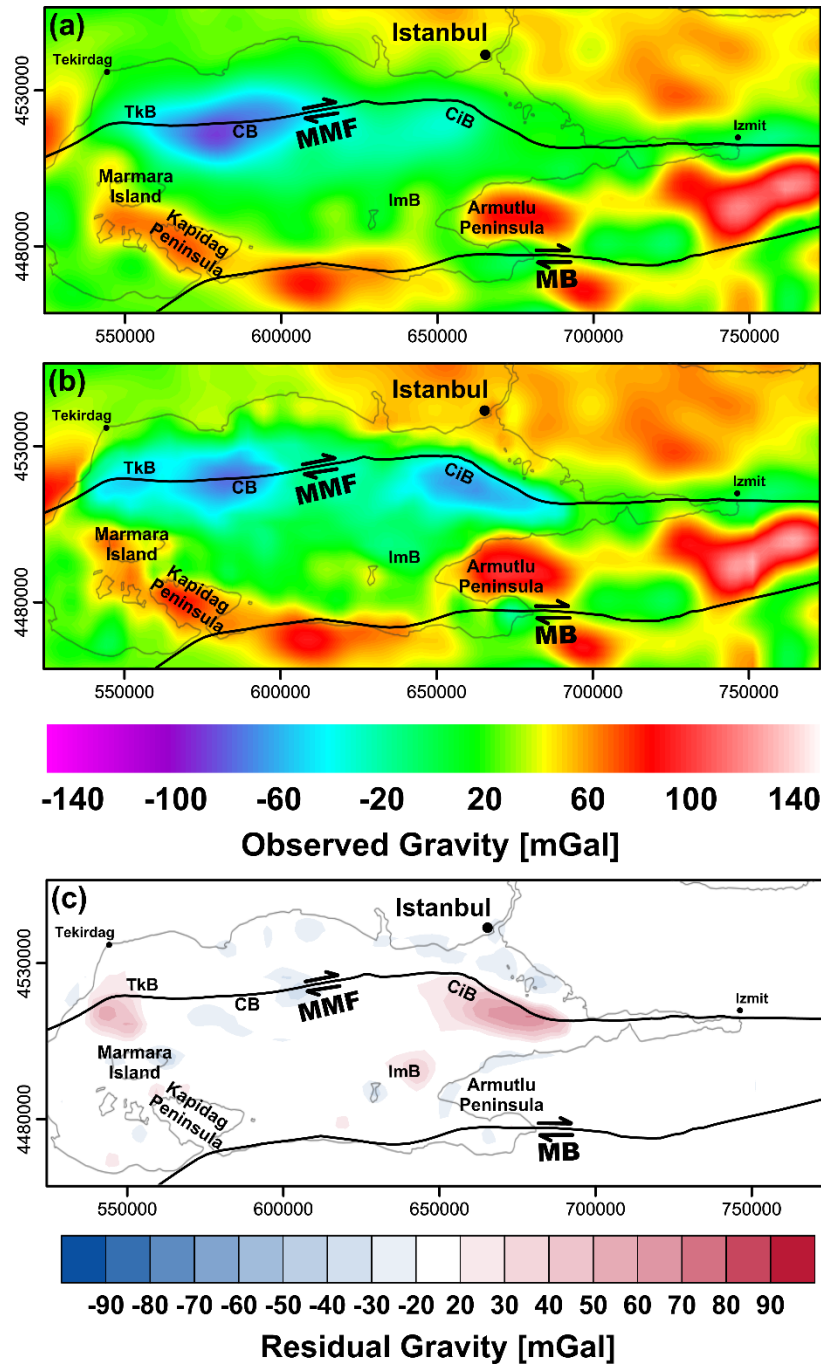 (a)
Istanbul
Tekirdag
4530000
TkB
CB
MMF
CiB
Izmit
Marmara
Island
Kapidag
Peninsula
ImB
Armutlu
Peninsula
4480000
MB
550000 600000 650000 700000 750000
(b)
Istanbul
Tekirdag
4530000
TkB
CB
MMF
CiB
Izmit
Marmara
Island
Kapidag
Peninsula
ImB
Armutlu
Peninsula
4480000
MB
550000 600000 650000 700000 750000
-140 -100 -60 -20 20 60 100 140
Observed Gravity [mGal]
(c)
Istanbul
Tekirdag
4530000
TkB
CB
MMF
CiB
Izmit
Marmara
Island
Kapidag
Peninsula
ImB
Armutlu
Peninsula
4480000
MB
550000 600000 650000 700000 750000
-90 -80 -70 -60 -50 -40 -30 -20 20 30 40 50 60 70 80 90
Residual Gravity [mGal]